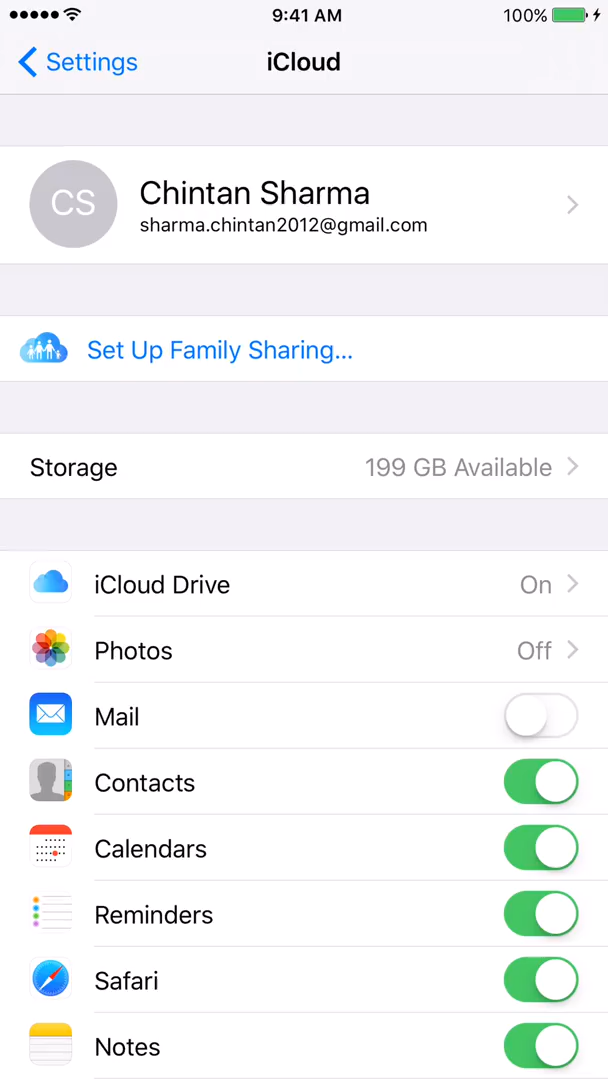 9:41 AM 100%
Settings iCloud
CS
Chintan Sharma
sharma.chintan2012@gmail.com
Set Up Family Sharing...
Storage 199 GB Available
iCloud Drive On
Photos Off
Mail
Contacts
Calendars
Reminders
Safari
Notes